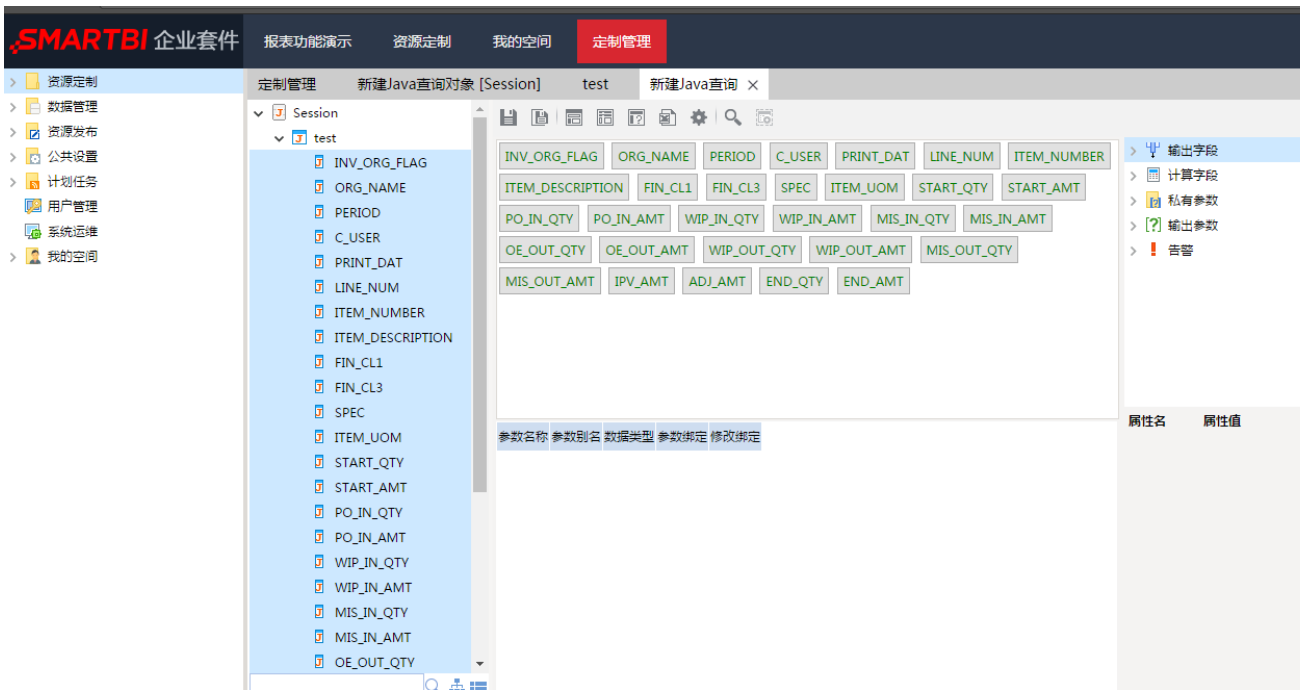 SMARTBI 企业套件 报表功能演示 资源定制 我的空间 定制管理
资源定制
数据管理
资源发布
公共设置
计划任务
用户管理
系统运维
我的空间
定制管理 新建Java查询对象 [Session] test 新建Java查询
Session
test
INV_ORG_FLAG
ORG_NAME
PERIOD
C_USER
PRINT_DAT
LINE_NUM
ITEM_NUMBER
ITEM_DESCRIPTION
FIN_CL1
FIN_CL3
SPEC
ITEM_UOM
START_QTY
START_AMT
PO_IN_QTY
PO_IN_AMT
WIP_IN_QTY
WIP_IN_AMT
MIS_IN_QTY
MIS_IN_AMT
OE_OUT_QTY
INV_ORG_FLAG ORG_NAME PERIOD C_USER PRINT_DAT LINE_NUM ITEM_NUMBER
ITEM_DESCRIPTION FIN_CL1 FIN_CL3 SPEC ITEM_UOM START_QTY START_AMT
PO_IN_QTY PO_IN_AMT WIP_IN_QTY WIP_IN_AMT MIS_IN_QTY MIS_IN_AMT
OE_OUT_QTY OE_OUT_AMT WIP_OUT_QTY WIP_OUT_AMT MIS_OUT_QTY
MIS_OUT_AMT IPV_AMT ADJ_AMT END_QTY END_AMT
参数名称 参数别名 数据类型 参数绑定 修改绑定
输出字段
计算字段
私有参数
输出参数
告警
属性名 属性值